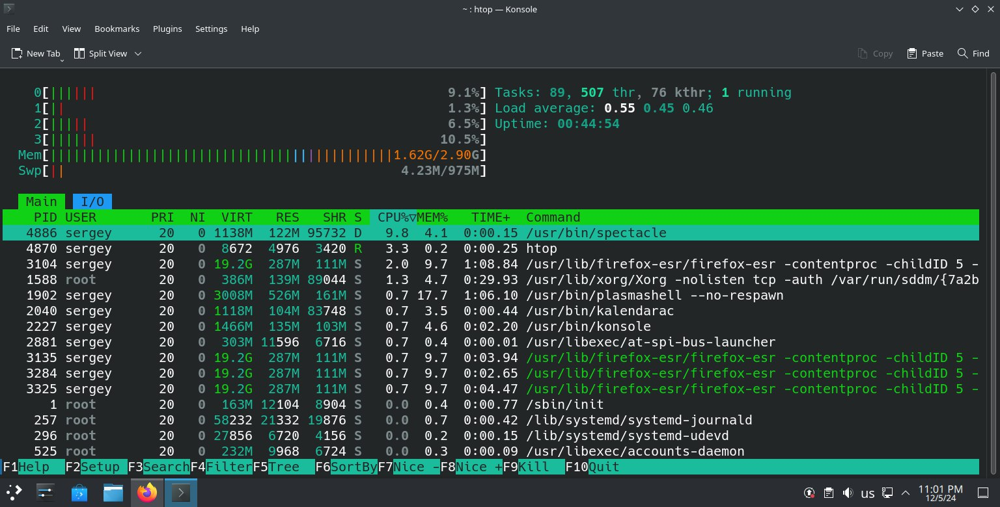 ~ : htop — Konsole
File Edit View Bookmarks Plugins Settings Help
New Tab Split View Copy Paste Find
0[|||||| 9.1%] Tasks: 89, 507 thr, 76 kthr; 1 running
1[|| 1.3%] Load average: 0.55 0.45 0.46
2[||||| 6.5%] Uptime: 00:44:54
3[|||||| 10.5%]
Mem[||||||||||||||||||||||||||||||||||||||||||||1.62G/2.90G]
Swp[|| 4.23M/975M]
Main I/O
PID USER PRI NI VIRT RES SHR S CPU%▽MEM% TIME+ Command
4886 sergey 20 0 1138M 122M 95732 D 9.8 4.1 0:00.15 /usr/bin/spectacle
4870 sergey 20 0 8672 4976 3420 R 3.3 0.2 0:00.25 htop
3104 sergey 20 0 19.2G 287M 111M S 2.0 9.7 1:08.84 /usr/lib/firefox-esr/firefox-esr -contentproc -childID 5 -
1588 root 20 0 386M 139M 89044 S 1.3 4.7 0:29.93 /usr/lib/xorg/Xorg -nolisten tcp -auth /var/run/sddm/{7a2b
1902 sergey 20 0 3008M 526M 161M S 0.7 17.7 1:06.10 /usr/bin/plasmashell --no-respawn
2040 sergey 20 0 1118M 104M 83748 S 0.7 3.5 0:00.44 /usr/bin/kalendarac
2227 sergey 20 0 1466M 135M 103M S 0.7 4.6 0:02.20 /usr/bin/konsole
2881 sergey 20 0 303M 11596 6716 S 0.7 0.4 0:00.01 /usr/libexec/at-spi-bus-launcher
3135 sergey 20 0 19.2G 287M 111M S 0.7 9.7 0:03.94 /usr/lib/firefox-esr/firefox-esr -contentproc -childID 5 -
3284 sergey 20 0 19.2G 287M 111M S 0.7 9.7 0:02.65 /usr/lib/firefox-esr/firefox-esr -contentproc -childID 5 -
3325 sergey 20 0 19.2G 287M 111M S 0.7 9.7 0:04.47 /usr/lib/firefox-esr/firefox-esr -contentproc -childID 5 -
1 root 20 0 163M 12104 8904 S 0.0 0.4 0:00.77 /sbin/init
257 root 20 0 58232 21332 19876 S 0.0 0.7 0:00.42 /lib/systemd/systemd-journald
296 root 20 0 27856 6720 4156 S 0.0 0.2 0:00.15 /lib/systemd/systemd-udevd
525 root 20 0 232M 9968 6724 S 0.0 0.3 0:00.09 /usr/libexec/accounts-daemon
F1Help F2Setup F3SearchF4FilterF5Tree F6SortByF7Nice -F8Nice +F9Kill F10Quit
us 11:01 PM
12/5/24